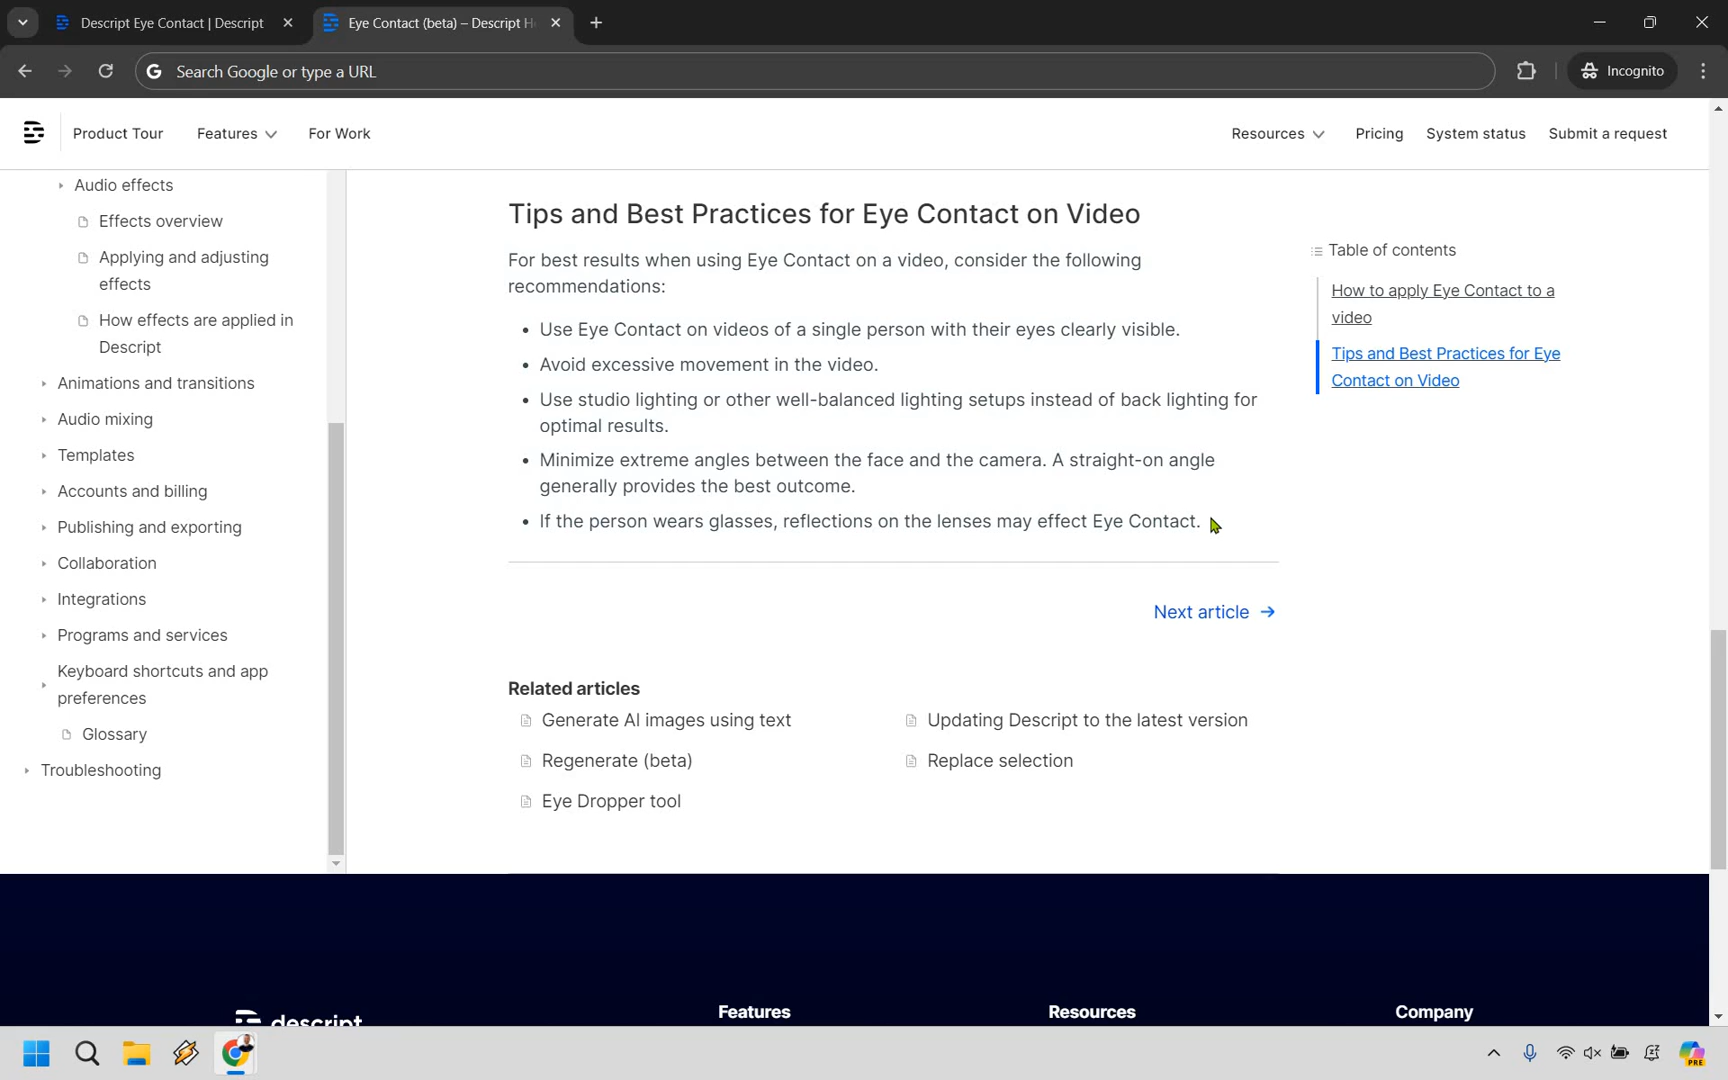 Descript Eye Contact | Descript
Eye Contact (beta) – Descript H
Search Google or type a URL
Incognito
Product Tour
Features
For Work
Resources
Pricing
System status
Submit a request
Audio effects
Effects overview
Applying and adjusting
effects
How effects are applied in
Descript
Animations and transitions
Audio mixing
Templates
Accounts and billing
Publishing and exporting
Collaboration
Integrations
Programs and services
Keyboard shortcuts and app
preferences
Glossary
Troubleshooting
Tips and Best Practices for Eye Contact on Video
For best results when using Eye Contact on a video, consider the following
recommendations:
• Use Eye Contact on videos of a single person with their eyes clearly visible.
• Avoid excessive movement in the video.
• Use studio lighting or other well-balanced lighting setups instead of back lighting for
optimal results.
• Minimize extreme angles between the face and the camera. A straight-on angle
generally provides the best outcome.
• If the person wears glasses, reflections on the lenses may effect Eye Contact.
Next article →
Related articles
Generate AI images using text
Updating Descript to the latest version
Regenerate (beta)
Replace selection
Eye Dropper tool
Table of contents
How to apply Eye Contact to a
video
Tips and Best Practices for Eye
Contact on Video
descript
Features
Resources
Company
PRE